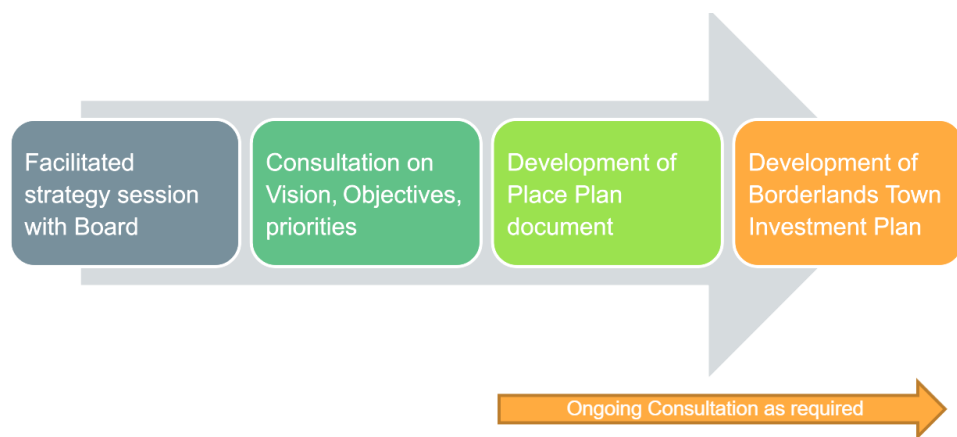 Facilitated
strategy session
with Board
Consultation on
Vision, Objectives,
priorities
Development of
Place Plan
document
Development of
Borderlands Town
Investment Plan
Ongoing Consultation as required